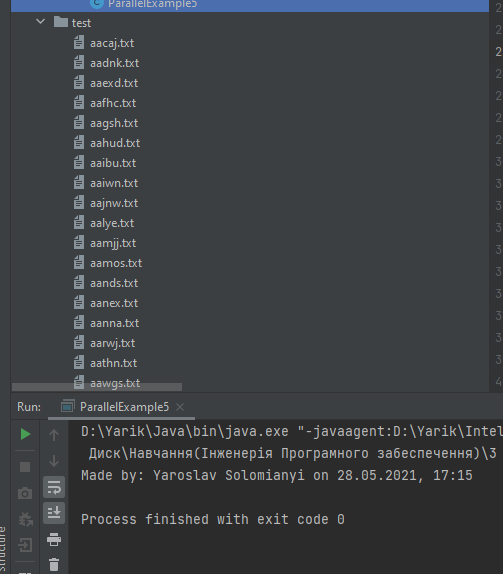 ParallelExample5
test
aacaj.txt
aadnk.txt
aaexd.txt
aafhc.txt
aagsh.txt
aahud.txt
aaibu.txt
aaiwn.txt
aajnw.txt
aalye.txt
aamjj.txt
aamos.txt
aands.txt
aanex.txt
aanna.txt
aarwj.txt
aathn.txt
aawgs.txt
Run: ParallelExample5
D:\Yarik\Java\bin\java.exe "-javaagent:D:\Yarik\Intel
Диск\Навчання(Інженерія Програмного забеспечення)\3
Made by: Yaroslav Solomianyi on 28.05.2021, 17:15
Process finished with exit code 0